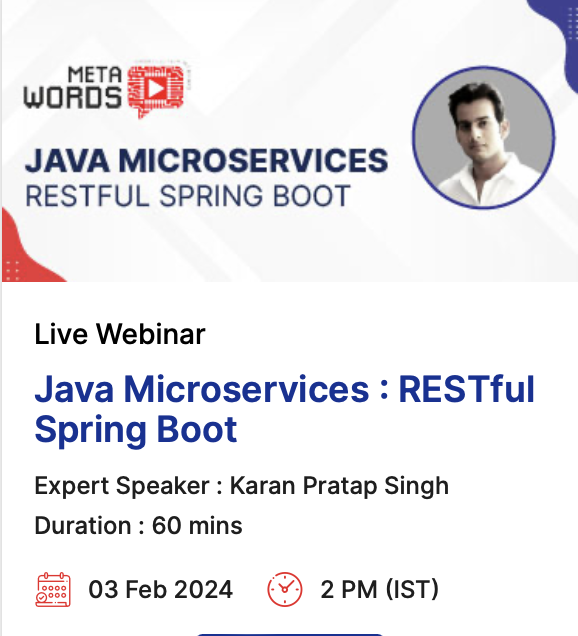 META
WORDS
JAVA MICROSERVICES
RESTFUL SPRING BOOT
Live Webinar
Java Microservices : RESTful
Spring Boot
Expert Speaker : Karan Pratap Singh
Duration : 60 mins
03 Feb 2024 2 PM (IST)